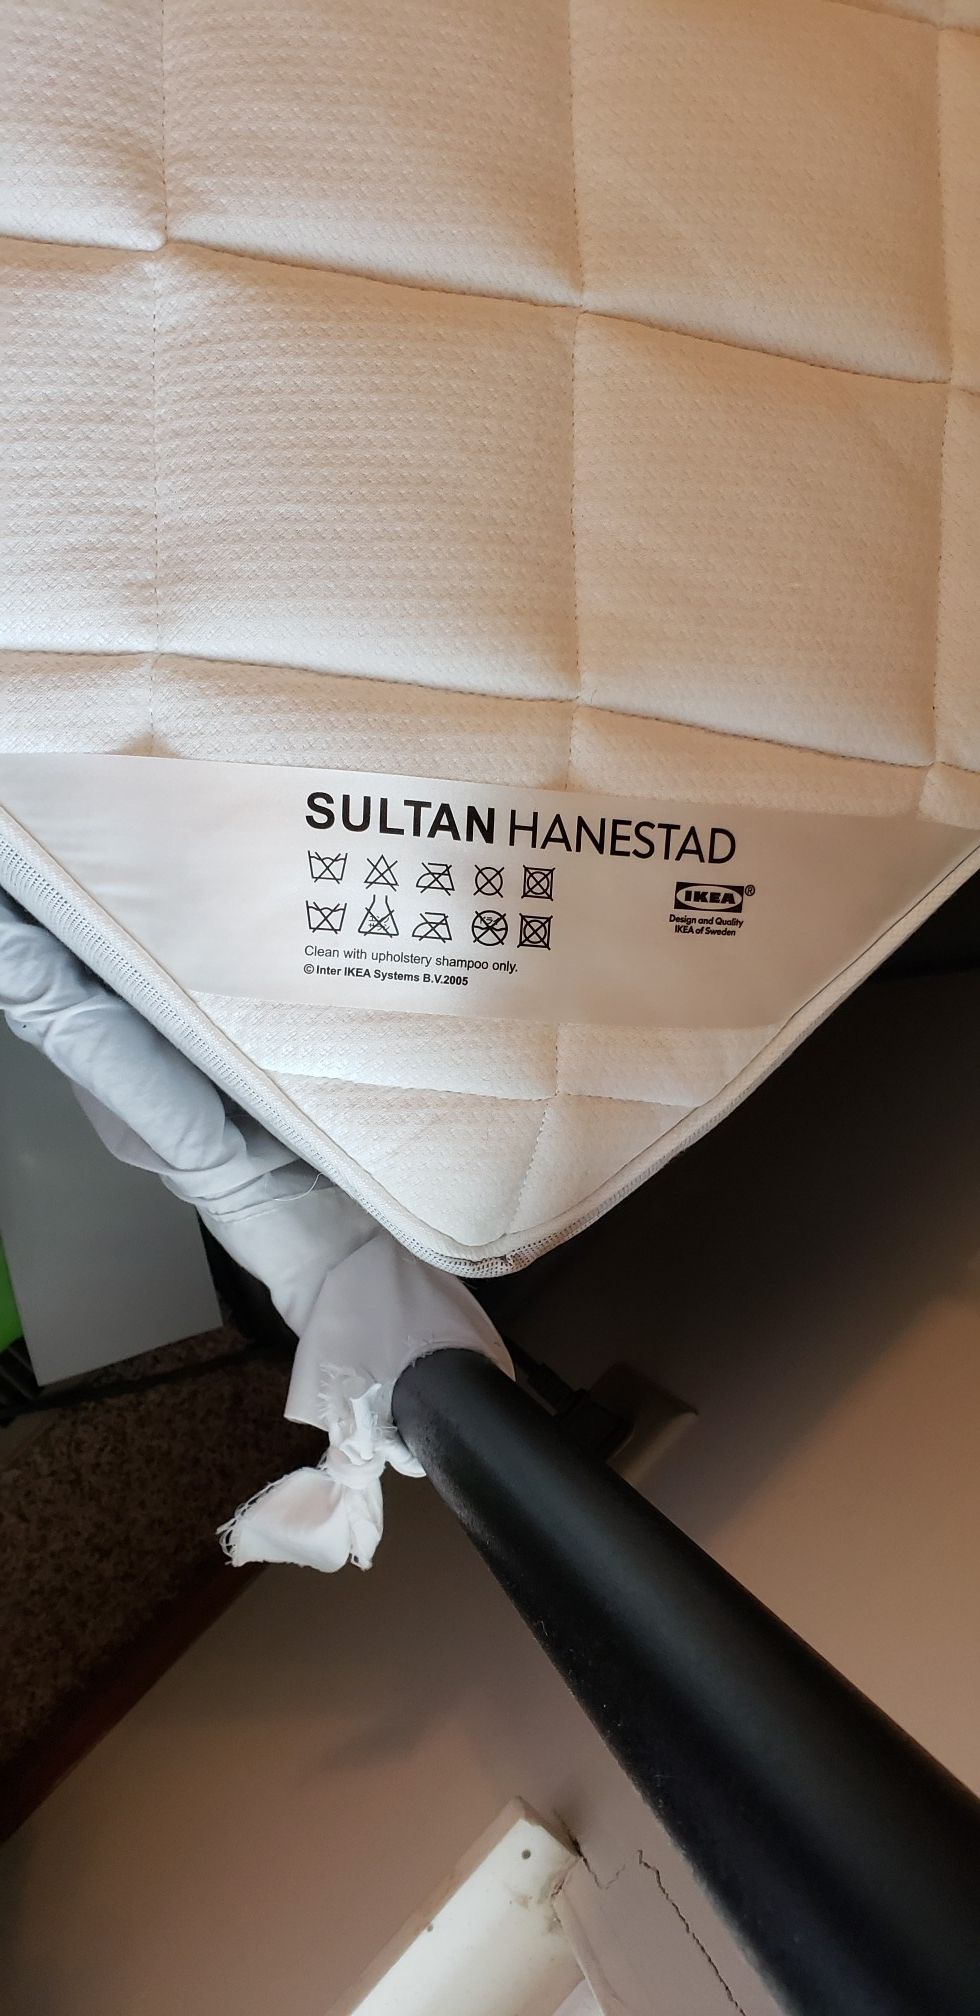 SULTAN HANESTAD
IKEA®
Design and Quality
IKEA of Sweden
Clean with upholstery shampoo only.
© Inter IKEA Systems B.V.2005